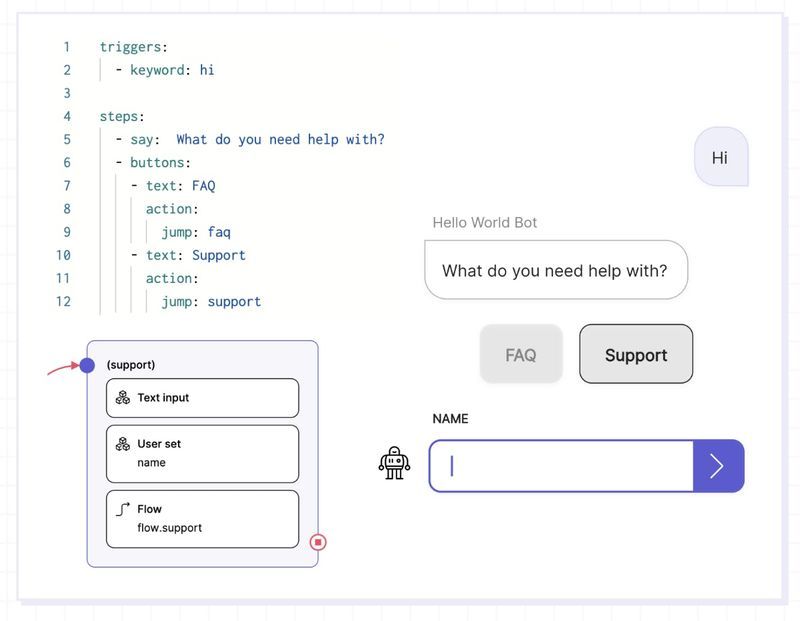 1 triggers:
2 - keyword: hi
3
4 steps:
5 - say: What do you need help with?
6 - buttons:
7 - text: FAQ
8 action:
9 jump: faq
10 - text: Support
11 action:
12 jump: support
(support)
Text input
User set
name
Flow
flow.support
Hi
Hello World Bot
What do you need help with?
FAQ
Support
NAME